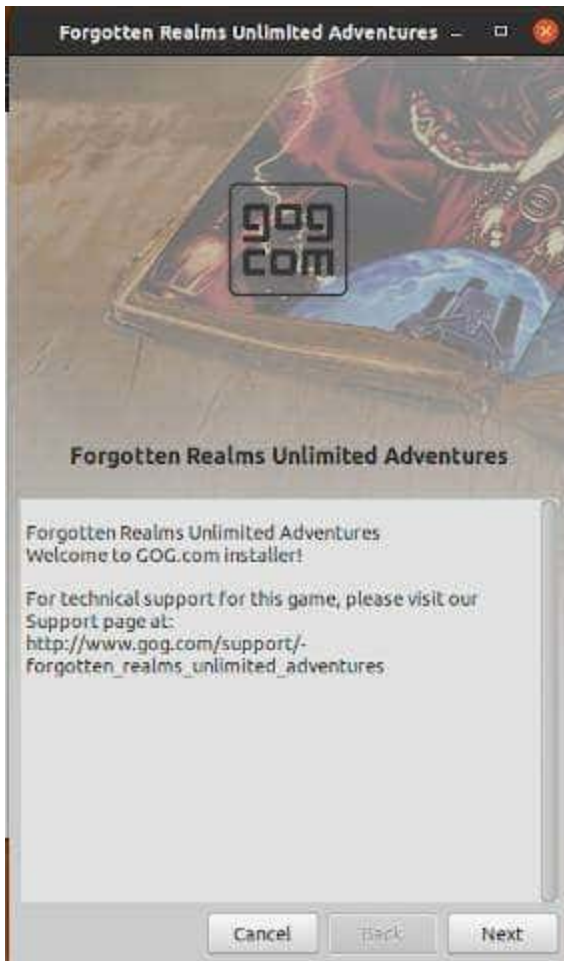 Forgotten Realms Unlimited Adventures
gog
com
Forgotten Realms Unlimited Adventures
Forgotten Realms Unlimited Adventures
Welcome to GOG.com installer!
For technical support for this game, please visit our
Support page at:
http://www.gog.com/support/-
forgotten_realms_unlimited_adventures
Cancel Back Next